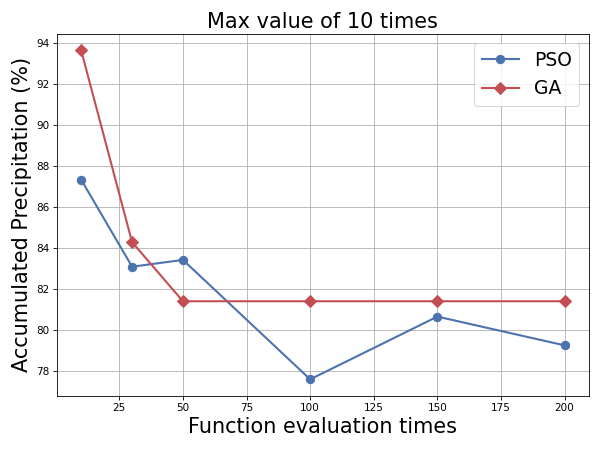 Max value of 10 times
PSO
GA
Accumulated Precipitation (%)
94
92
90
88
86
84
82
80
78
25 50 75 100 125 150 175 200
Function evaluation times